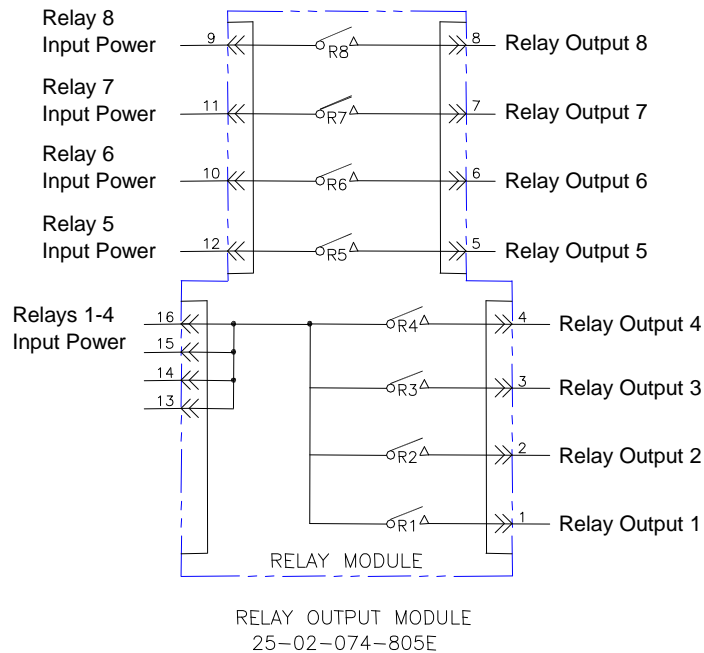 Relay 8
Input Power
9
R8
8
Relay Output 8
Relay 7
Input Power
11
R7
7
Relay Output 7
Relay 6
Input Power
10
R6
6
Relay Output 6
Relay 5
Input Power
12
R5
5
Relay Output 5
Relays 1-4
Input Power
16
15
14
13
R4
4
Relay Output 4
R3
3
Relay Output 3
R2
2
Relay Output 2
R1
1
Relay Output 1
RELAY MODULE
RELAY OUTPUT MODULE
25-02-074-805E